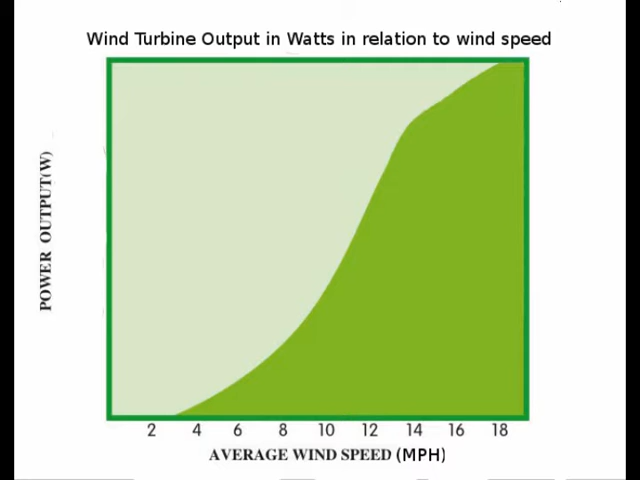 Wind Turbine Output in Watts in relation to wind speed
POWER OUTPUT(W)
2 4 6 8 10 12 14 16 18
AVERAGE WIND SPEED (MPH)